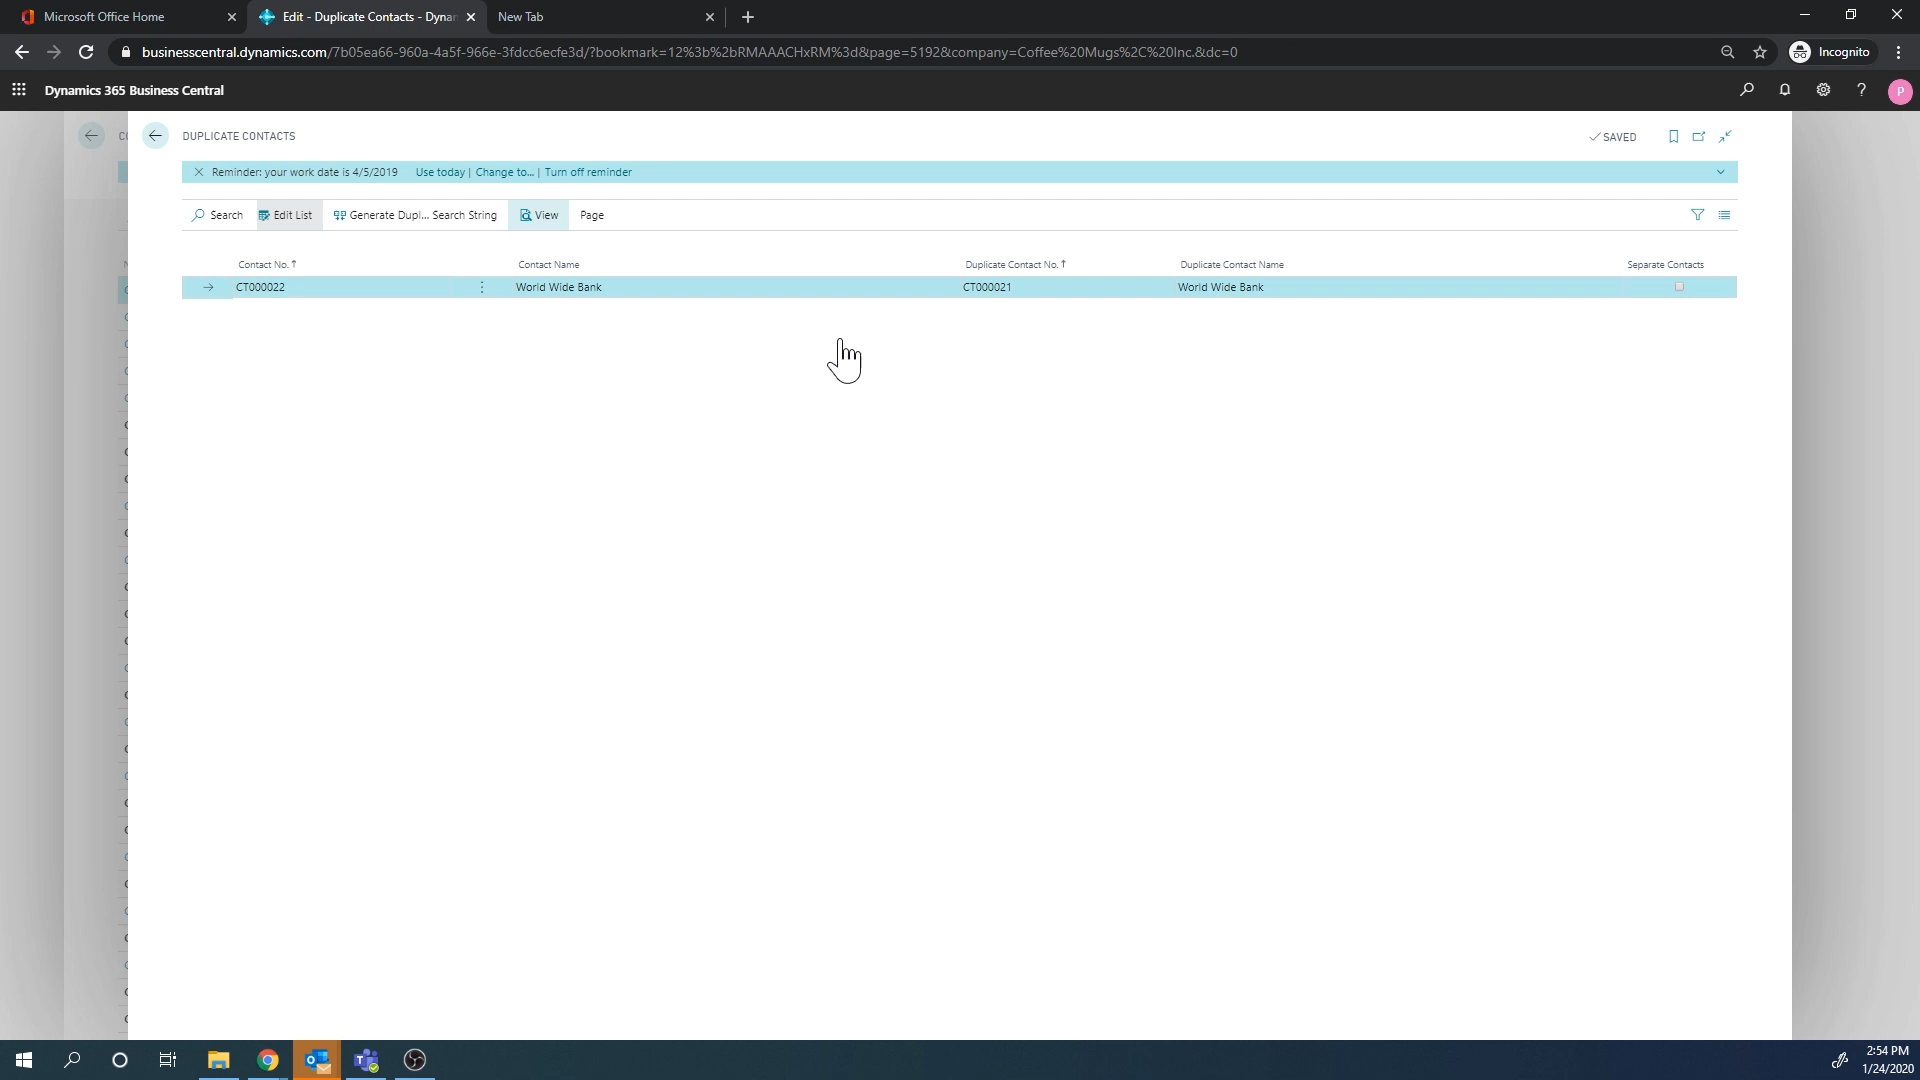 Microsoft Office Home
Edit - Duplicate Contacts - Dynam
New Tab
businesscentral.dynamics.com/7b05ea66-960a-4a5f-966e-3fdcc6ecfe3d/?bookmark=12%3b%2bRMAAACHxRM%3d&page=5192&company=Coffee%20Mugs%2C%20Inc.&dc=0
Incognito
Dynamics 365 Business Central
P
DUPLICATE CONTACTS
SAVED
Reminder: your work date is 4/5/2019 Use today | Change to... | Turn off reminder
Search Edit List Generate Dupl... Search String View Page
Contact No. ↑ Contact Name Duplicate Contact No. ↑ Duplicate Contact Name Separate Contacts
CT000022 World Wide Bank CT000021 World Wide Bank
2:54 PM
1/24/2020